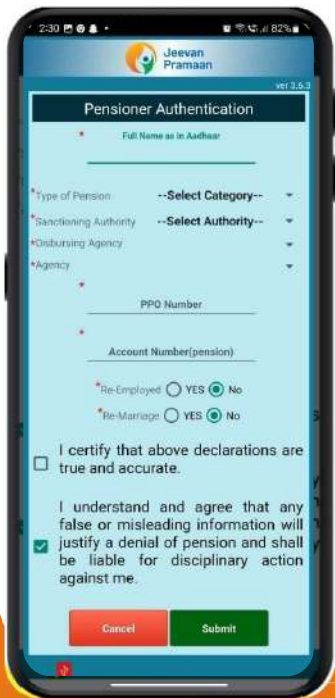 2:30
82%
Jeevan
Pramaan
ver 3.6.3
Pensioner Authentication
* Full Name as in Aadhaar
*Type of Pension --Select Category--
*Sanctioning Authority --Select Authority--
*Disbursing Agency
*Agency
*
PPO Number
*
Account Number(pension)
*Re-Employed YES No
*Re-Marriage YES No
I certify that above declarations are
true and accurate.
I understand and agree that any
false or misleading information will
justify a denial of pension and shall
be liable for disciplinary action
against me.
Cancel Submit